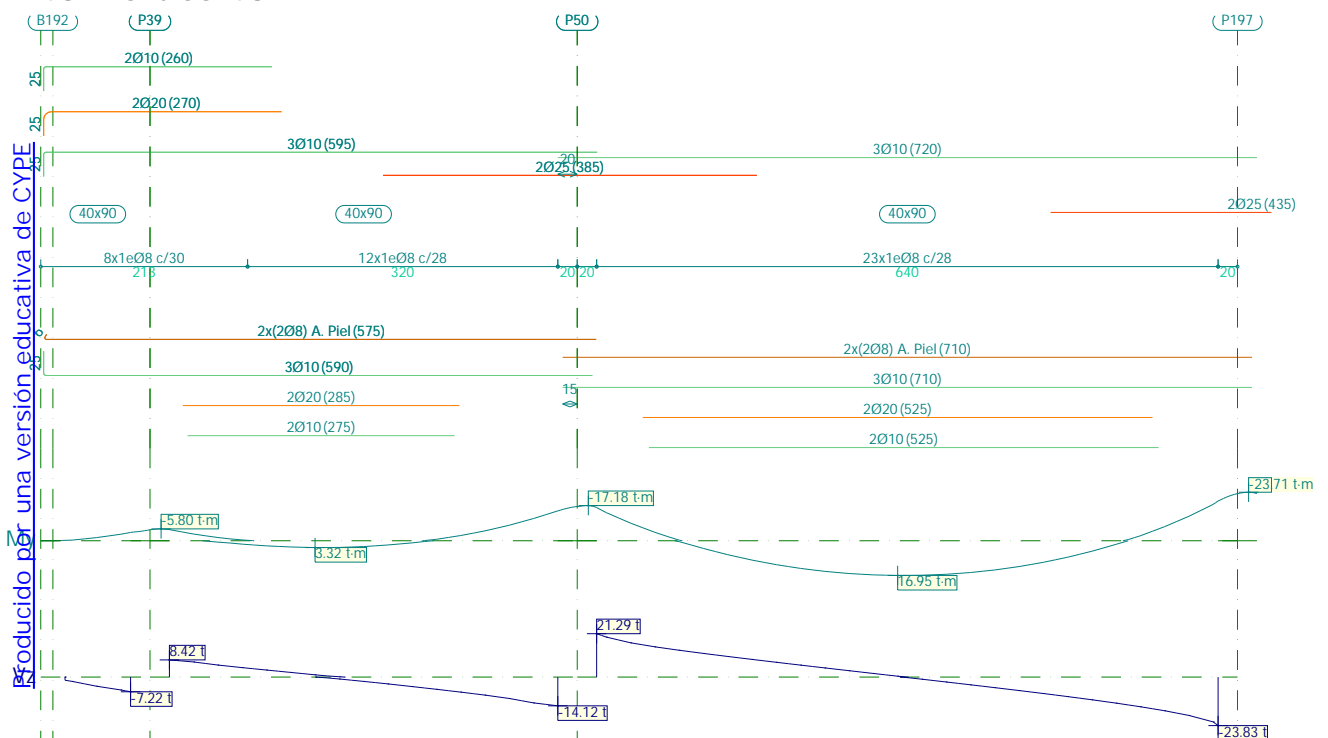 B192
P39
P50
P197
2Ø10 (260)
25
2Ø20 (270)
25
3Ø10 (595)
25
20
3Ø10 (720)
2Ø25 (385)
2Ø25 (435)
40x90
40x90
40x90
8x1eØ8 c/30
12x1eØ8 c/28
23x1eØ8 c/28
213
320
20
20
640
20
2x(2Ø8) A. Piel (575)
6
2x(2Ø8) A. Piel (710)
25
3Ø10 (590)
3Ø10 (710)
15
2Ø20 (285)
2Ø20 (525)
2Ø10 (275)
2Ø10 (525)
-5.80 t·m
-17.18 t·m
-23.71 t·m
My
3.32 t·m
16.95 t·m
8.42 t
21.29 t
Vz
-7.22 t
-14.12 t
-23.83 t
Producido por una versión educativa de CYPE